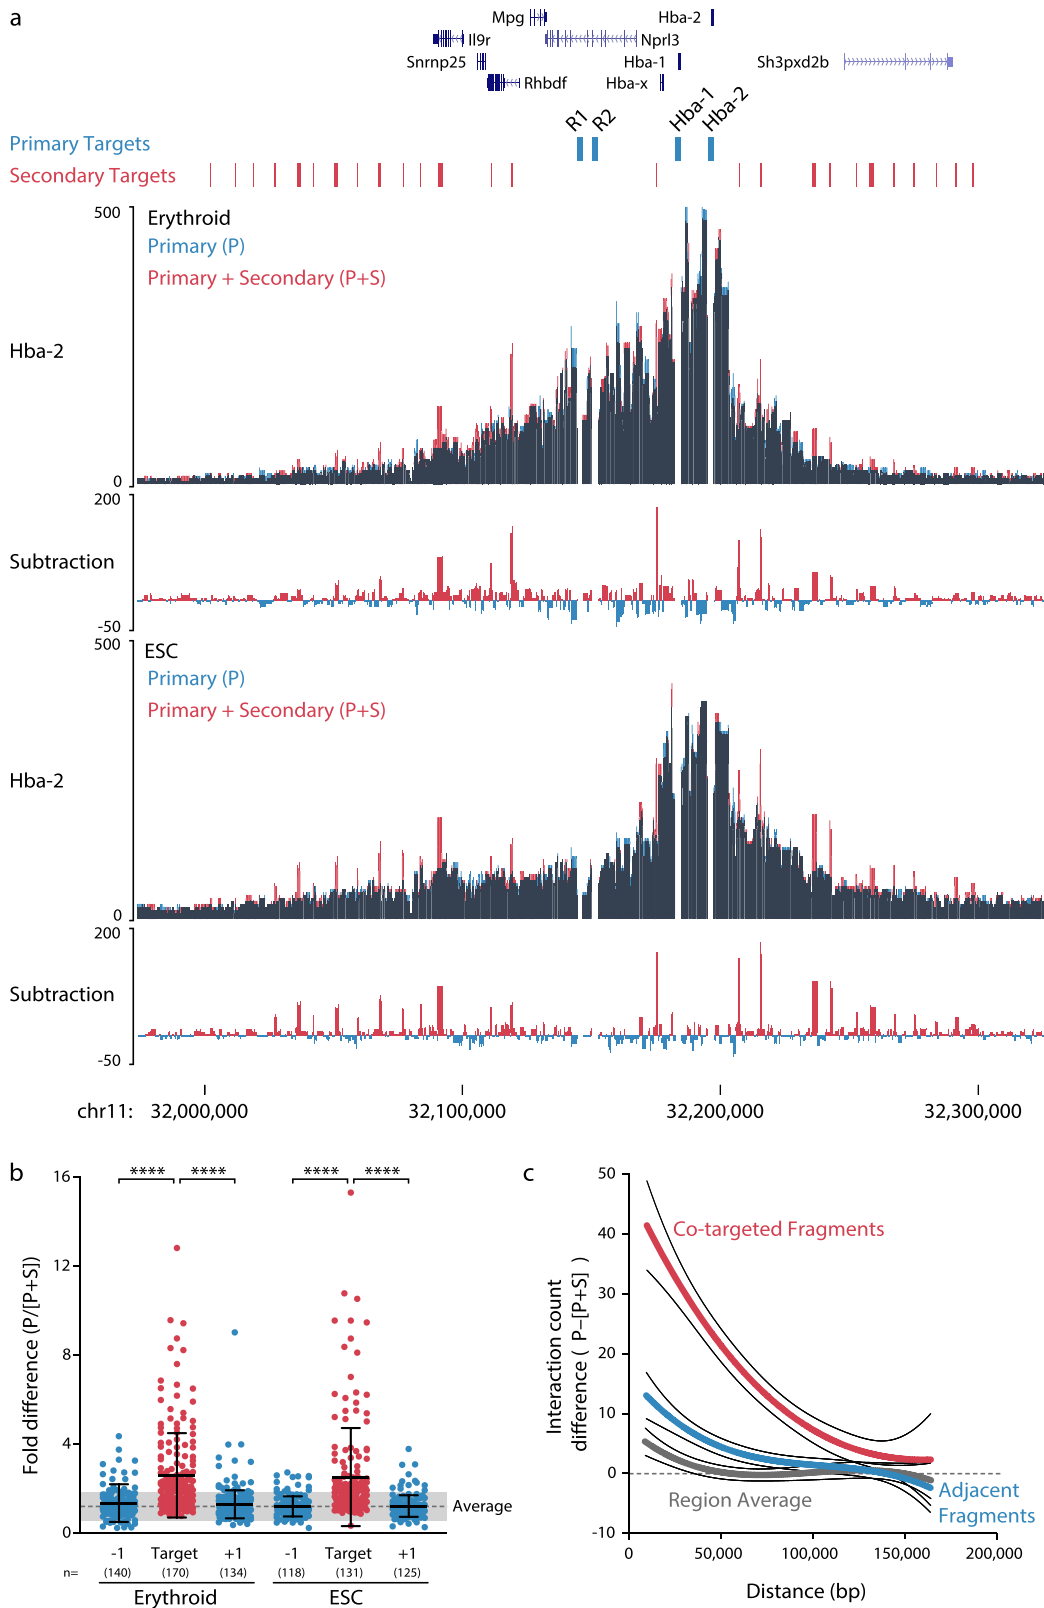 a
Mpg
Hba-2
Il9r
Nprl3
Snrnp25
Hba-1
Sh3pxd2b
Rhbdf
Hba-x
R1
R2
Hba-1
Hba-2
Primary Targets
Secondary Targets
500
Erythroid
Primary (P)
Primary + Secondary (P+S)
Hba-2
0
200
Subtraction
-50
500
ESC
Primary (P)
Primary + Secondary (P+S)
Hba-2
0
200
Subtraction
-50
chr11: 32,000,000 32,100,000 32,200,000 32,300,000
b
**** **** **** ****
16
12
8
4
0
Fold difference (P/[P+S])
Average
-1 Target +1 -1 Target +1
n= (140) (170) (134) (118) (131) (125)
Erythroid ESC
c
50
40
30
20
10
0
-10
Interaction count
difference ( P–[P+S] )
Co-targeted Fragments
Region Average
Adjacent
Fragments
0 50,000 100,000 150,000 200,000
Distance (bp)